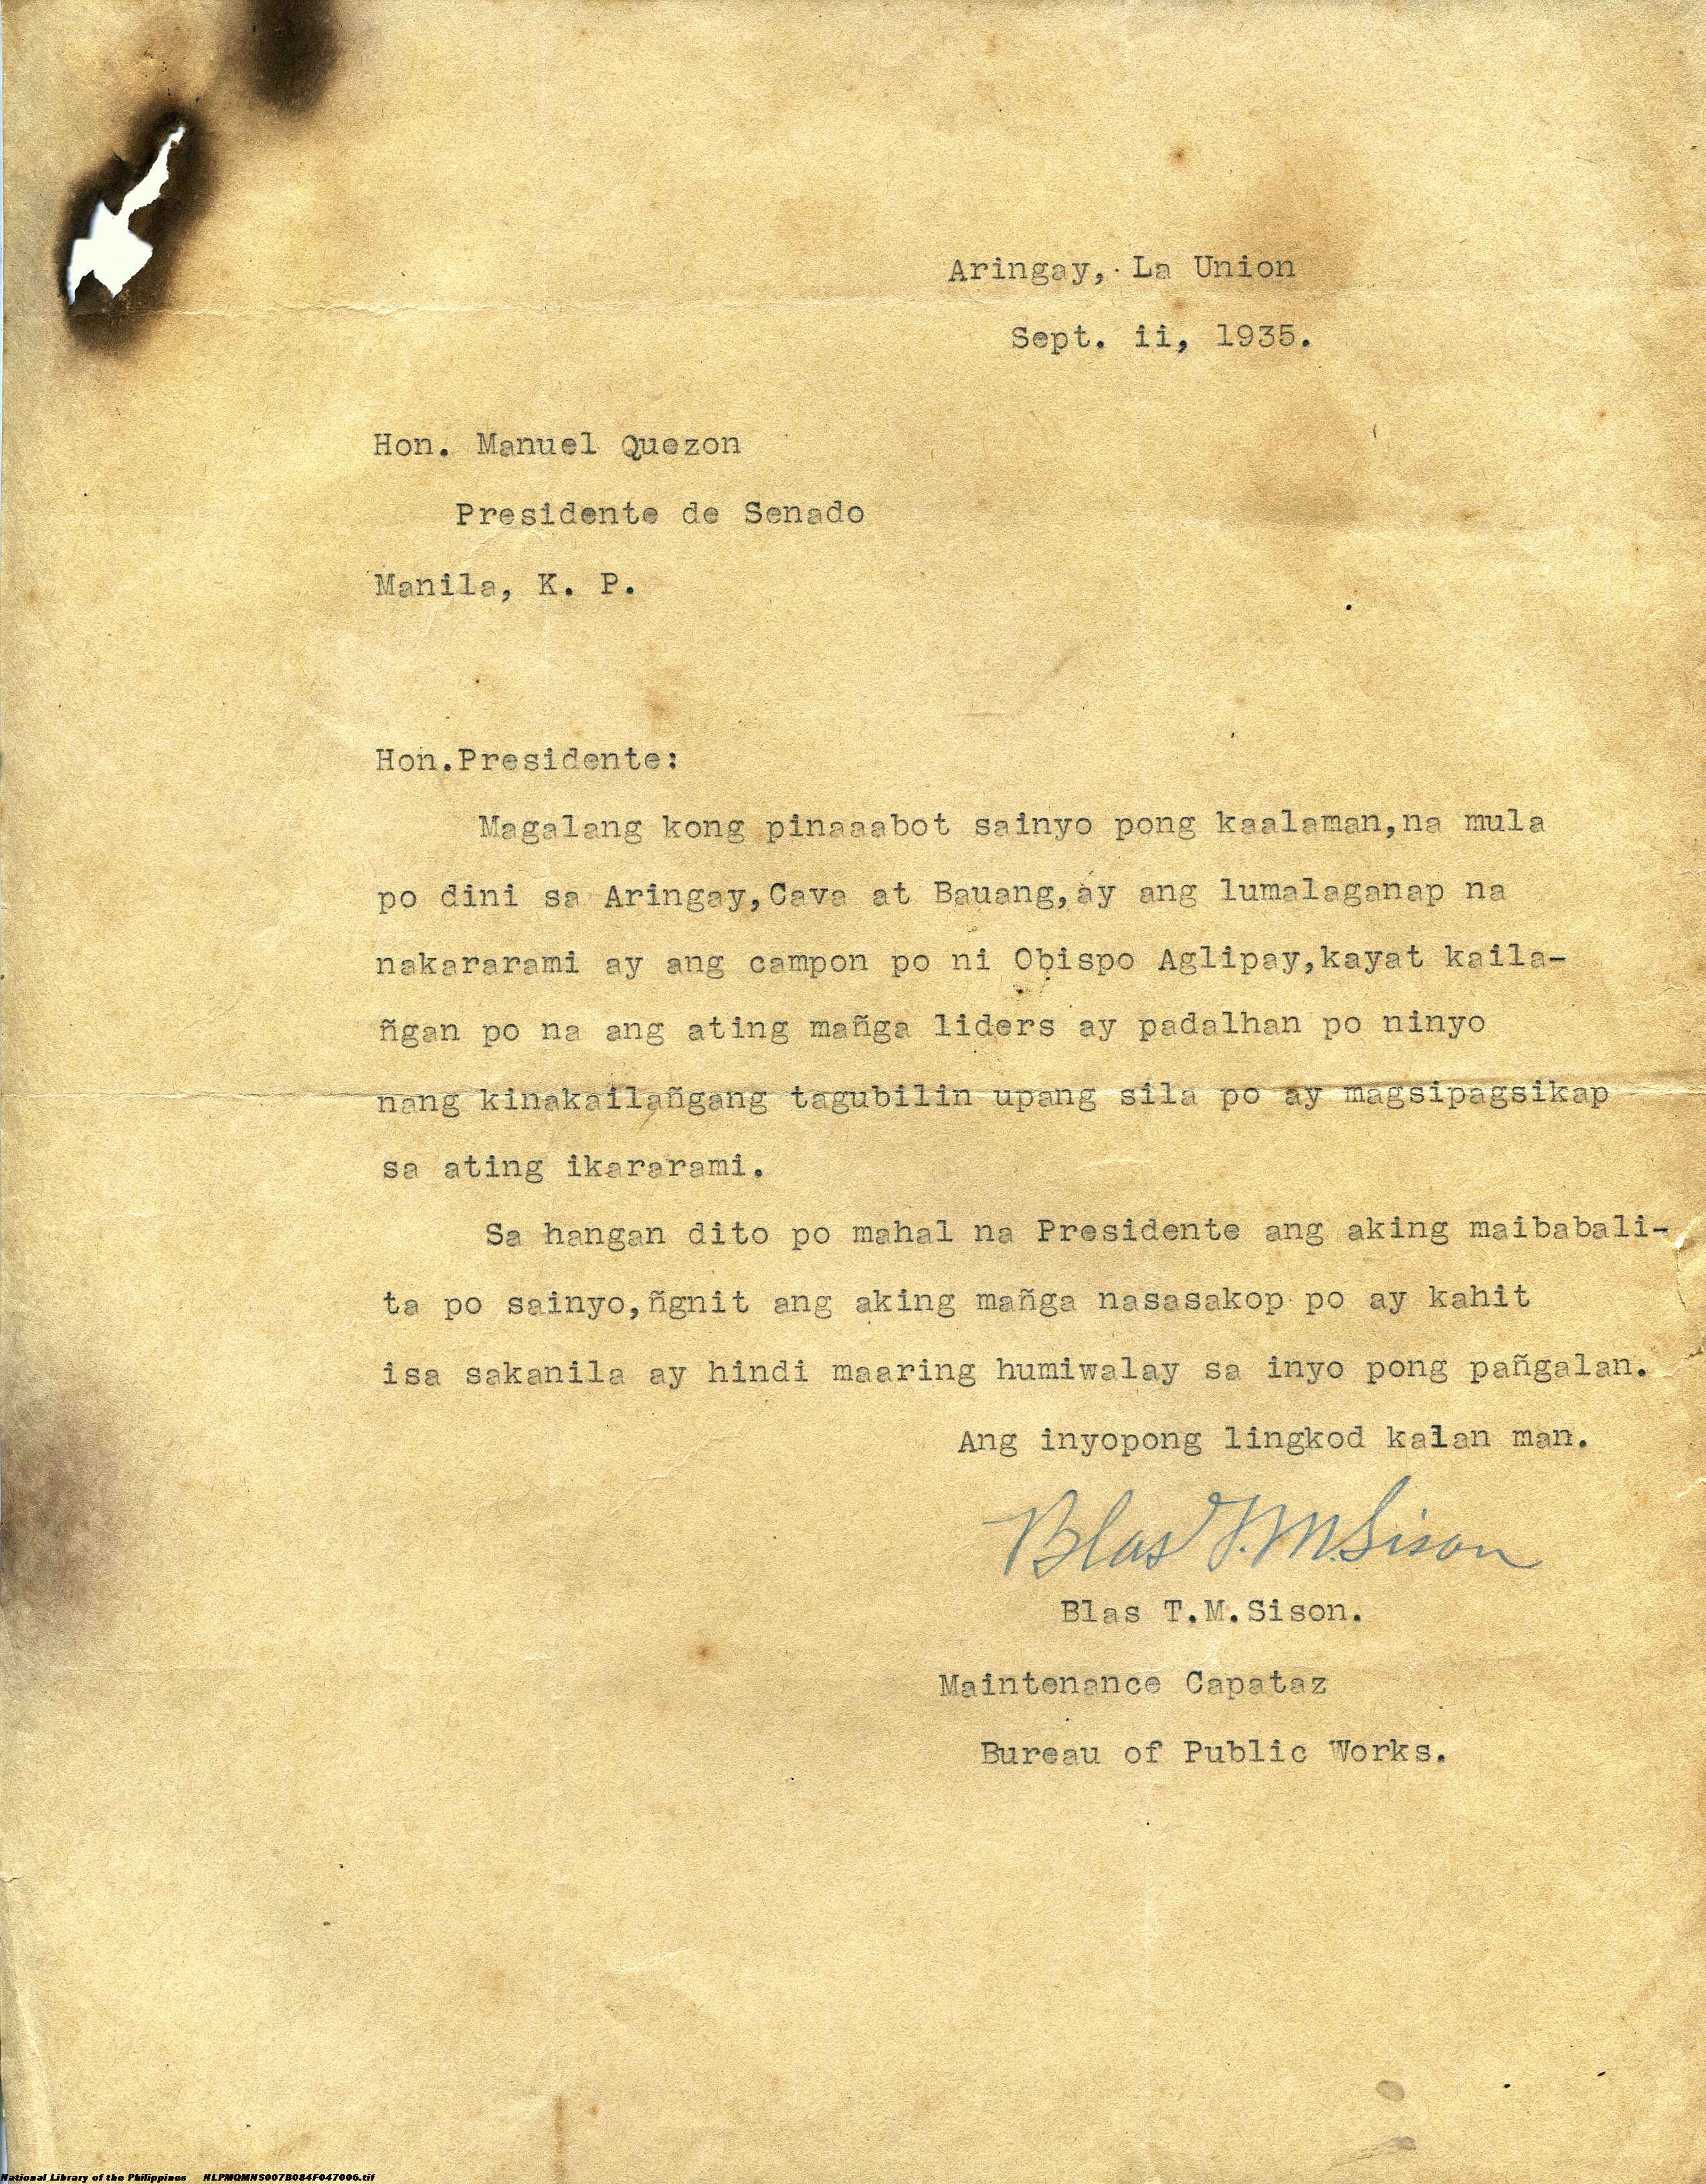 Aringay, La Union
Sept. ii, 1935.
Hon. Manuel Quezon
Presidente de Senado
Manila, K. P.
Hon.Presidente:
Magalang kong pinaaabot sainyo pong kaalaman,na mula
po dini sa Aringay,Cava at Bauang,ay ang lumalaganap na
nakararami ay ang campon po ni Obispo Aglipay,kayat kaila-
ñgan po na ang ating mañga liders ay padalhan po ninyo
nang kinakailañgang tagubilin upang sila po ay magsipagsikap
sa ating ikararami.
Sa hangan dito po mahal na Presidente ang aking maibabali-
ta po sainyo,ñgnit ang aking mañga nasasakop po ay kahit
isa sakanila ay hindi maaring humiwalay sa inyo pong pañgalan.
Ang inyopong lingkod kalan man.
Blas T.M.Sison
Blas T.M.Sison.
Maintenance Capataz
Bureau of Public Works.
National Library of the Philippines NLPMQMNS007B084F047006.tif